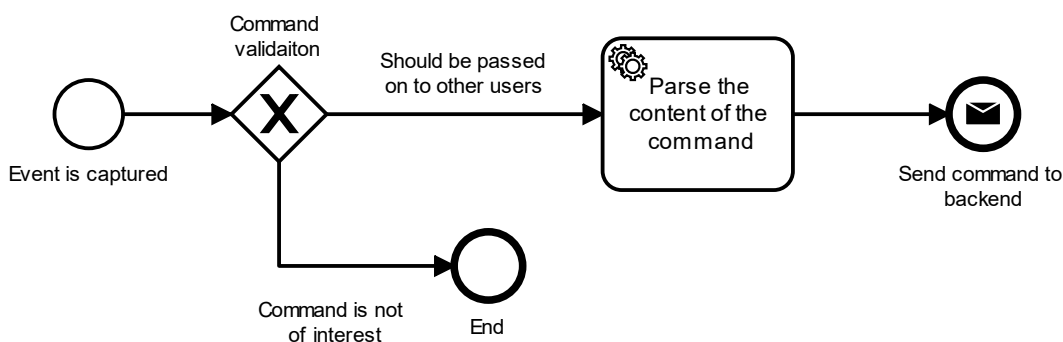 Command
validaiton
Should be passed
on to other users
Parse the
content of the
command
Event is captured
Send command to
backend
Command is not
of interest
End